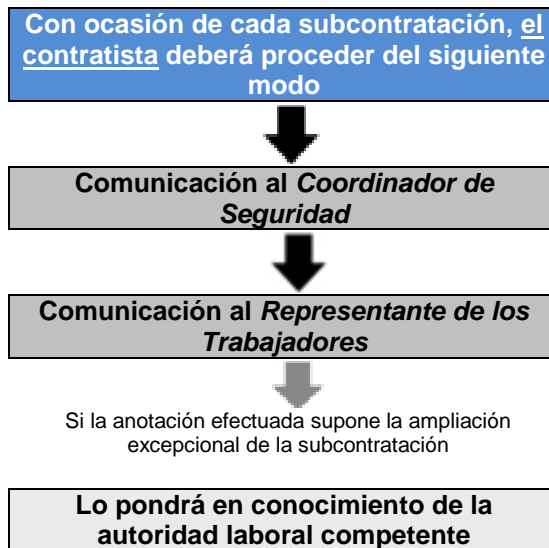 Con ocasión de cada subcontratación, el
contratista deberá proceder del siguiente
modo
Comunicación al Coordinador de
Seguridad
Comunicación al Representante de los
Trabajadores
Si la anotación efectuada supone la ampliación
excepcional de la subcontratación
Lo pondrá en conocimiento de la
autoridad laboral competente